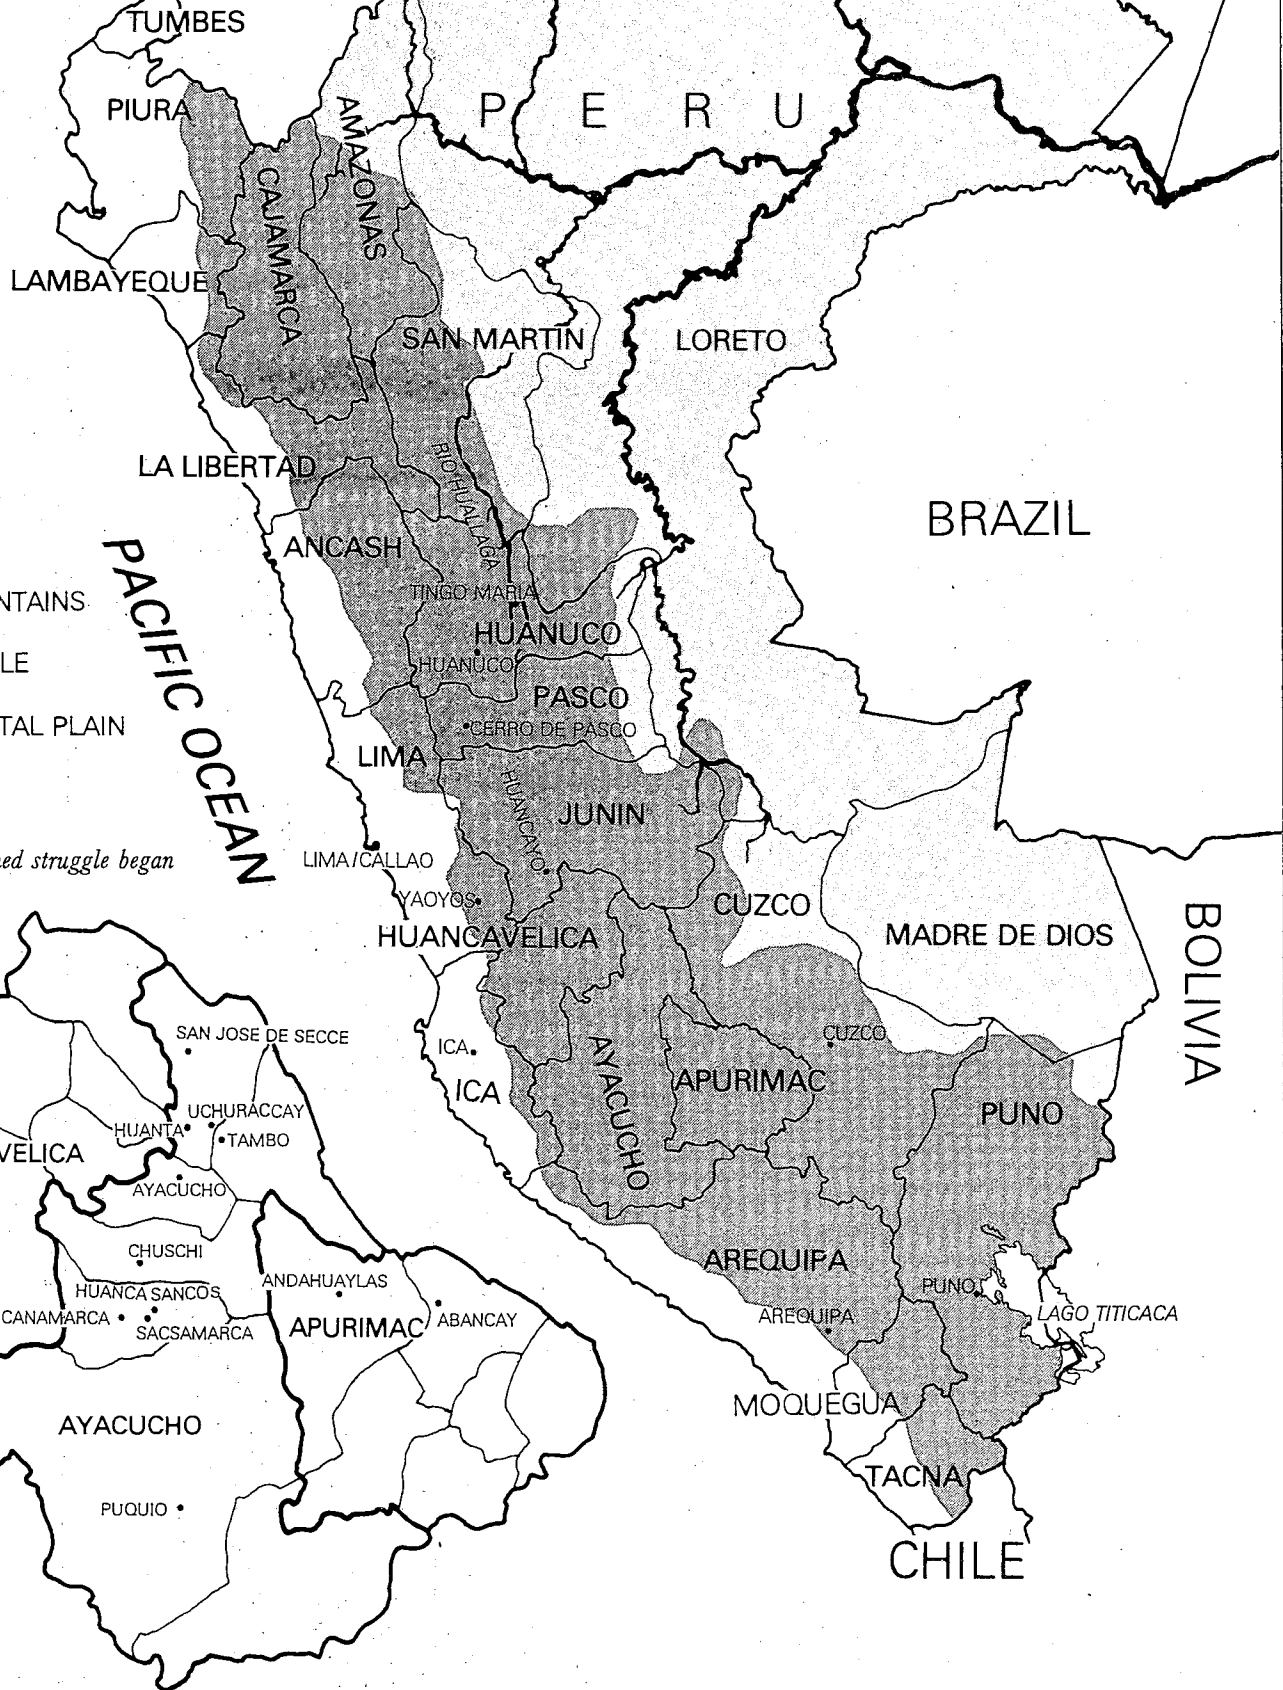 TUMBES
PIURA
AMAZONAS
PERU
CAJAMARCA
LAMBAYEQUE
SAN MARTIN
LORETO
LA LIBERTAD
RIO HUALLAGA
BRAZIL
ANCASH
PACIFIC OCEAN
TINGO MARIA
NTAINS
HUANUCO
LE
HUANUCO
PASCO
TAL PLAIN
CERRO DE PASCO
LIMA
HUANCAYO
JUNIN
ed struggle began
LIMA/CALLAO
YAOYOS
CUZCO
HUANCAVELICA
MADRE DE DIOS
BOLIVIA
SAN JOSE DE SECCE
ICA
CUZCO
ICA
AYACUCHO
APURIMAC
PUNO
UCHURACCAY
HUANTA
TAMBO
VELICA
AYACUCHO
CHUSCHI
AREQUIPA
HUANCA SANCOS
ANDAHUAYLAS
PUNO
CANAMARCA
SACSAMARCA
APURIMAC
ABANCAY
AREQUIPA
LAGO TITICACA
MOQUEGUA
AYACUCHO
TACNA
PUQUIO
CHILE